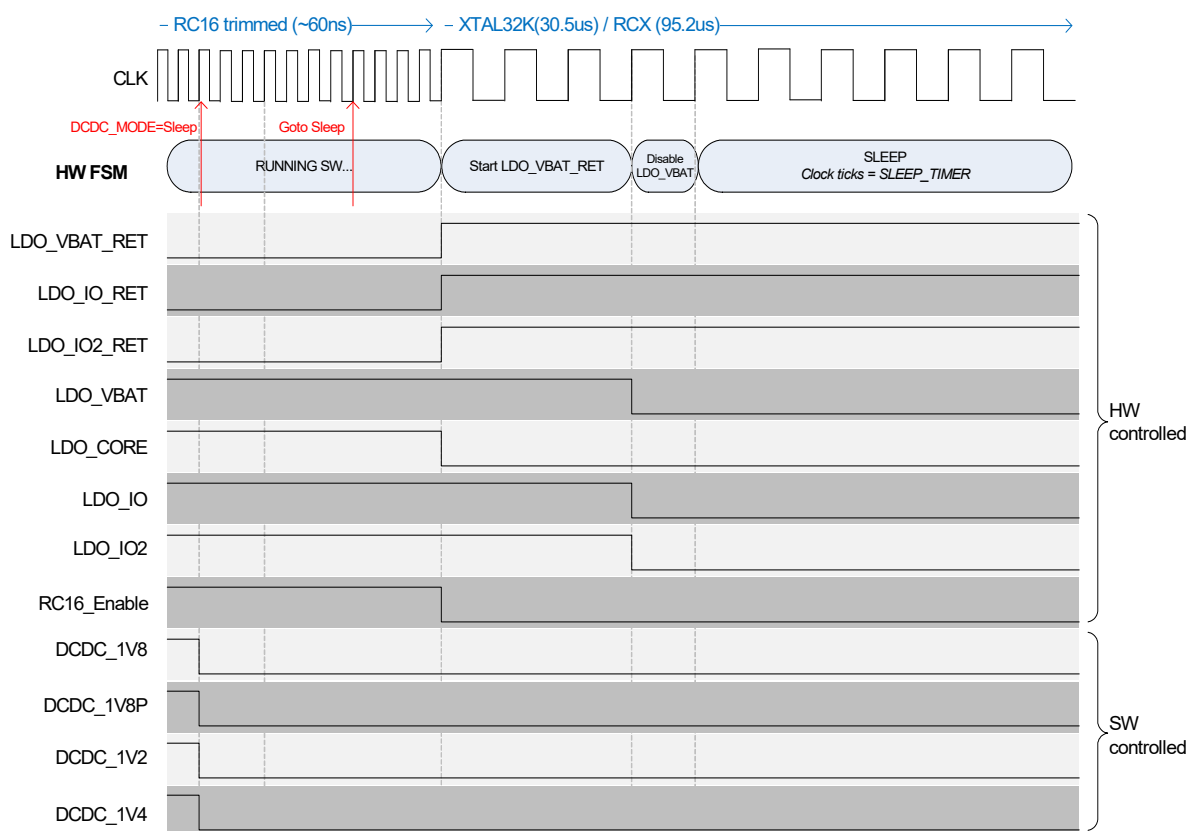 RC16 trimmed (~60ns)
XTAL32K(30.5us) / RCX (95.2us)
CLK
DCDC_MODE=Sleep
Goto Sleep
HW FSM
RUNNING SW...
Start LDO_VBAT_RET
Disable
LDO_VBAT
SLEEP
Clock ticks = SLEEP_TIMER
LDO_VBAT_RET
LDO_IO_RET
LDO_IO2_RET
LDO_VBAT
LDO_CORE
LDO_IO
LDO_IO2
RC16_Enable
HW
controlled
DCDC_1V8
DCDC_1V8P
DCDC_1V2
DCDC_1V4
SW
controlled